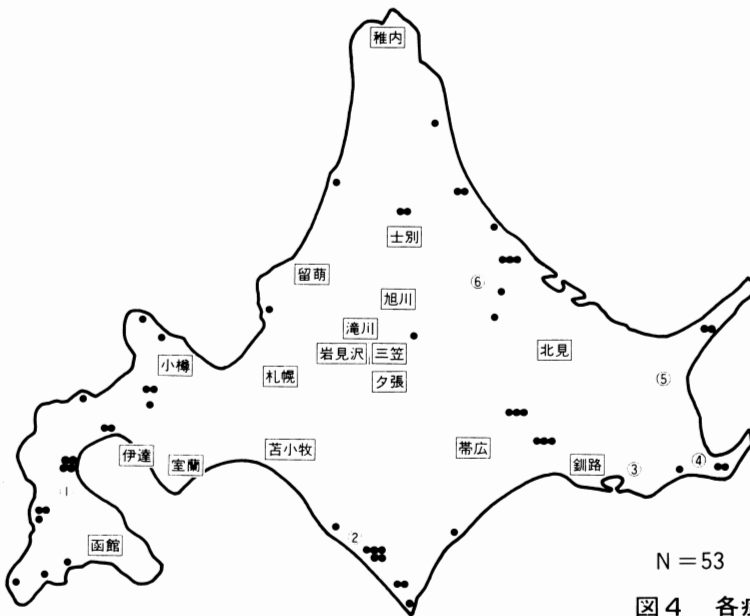 稚内
士別
留萌
⑥
旭川
滝川
岩見沢
三笠
北見
小樽
札幌
夕張
⑤
伊達
室蘭
苫小牧
帯広
釧路
③
④
1
2
函館
N=53
図4 各